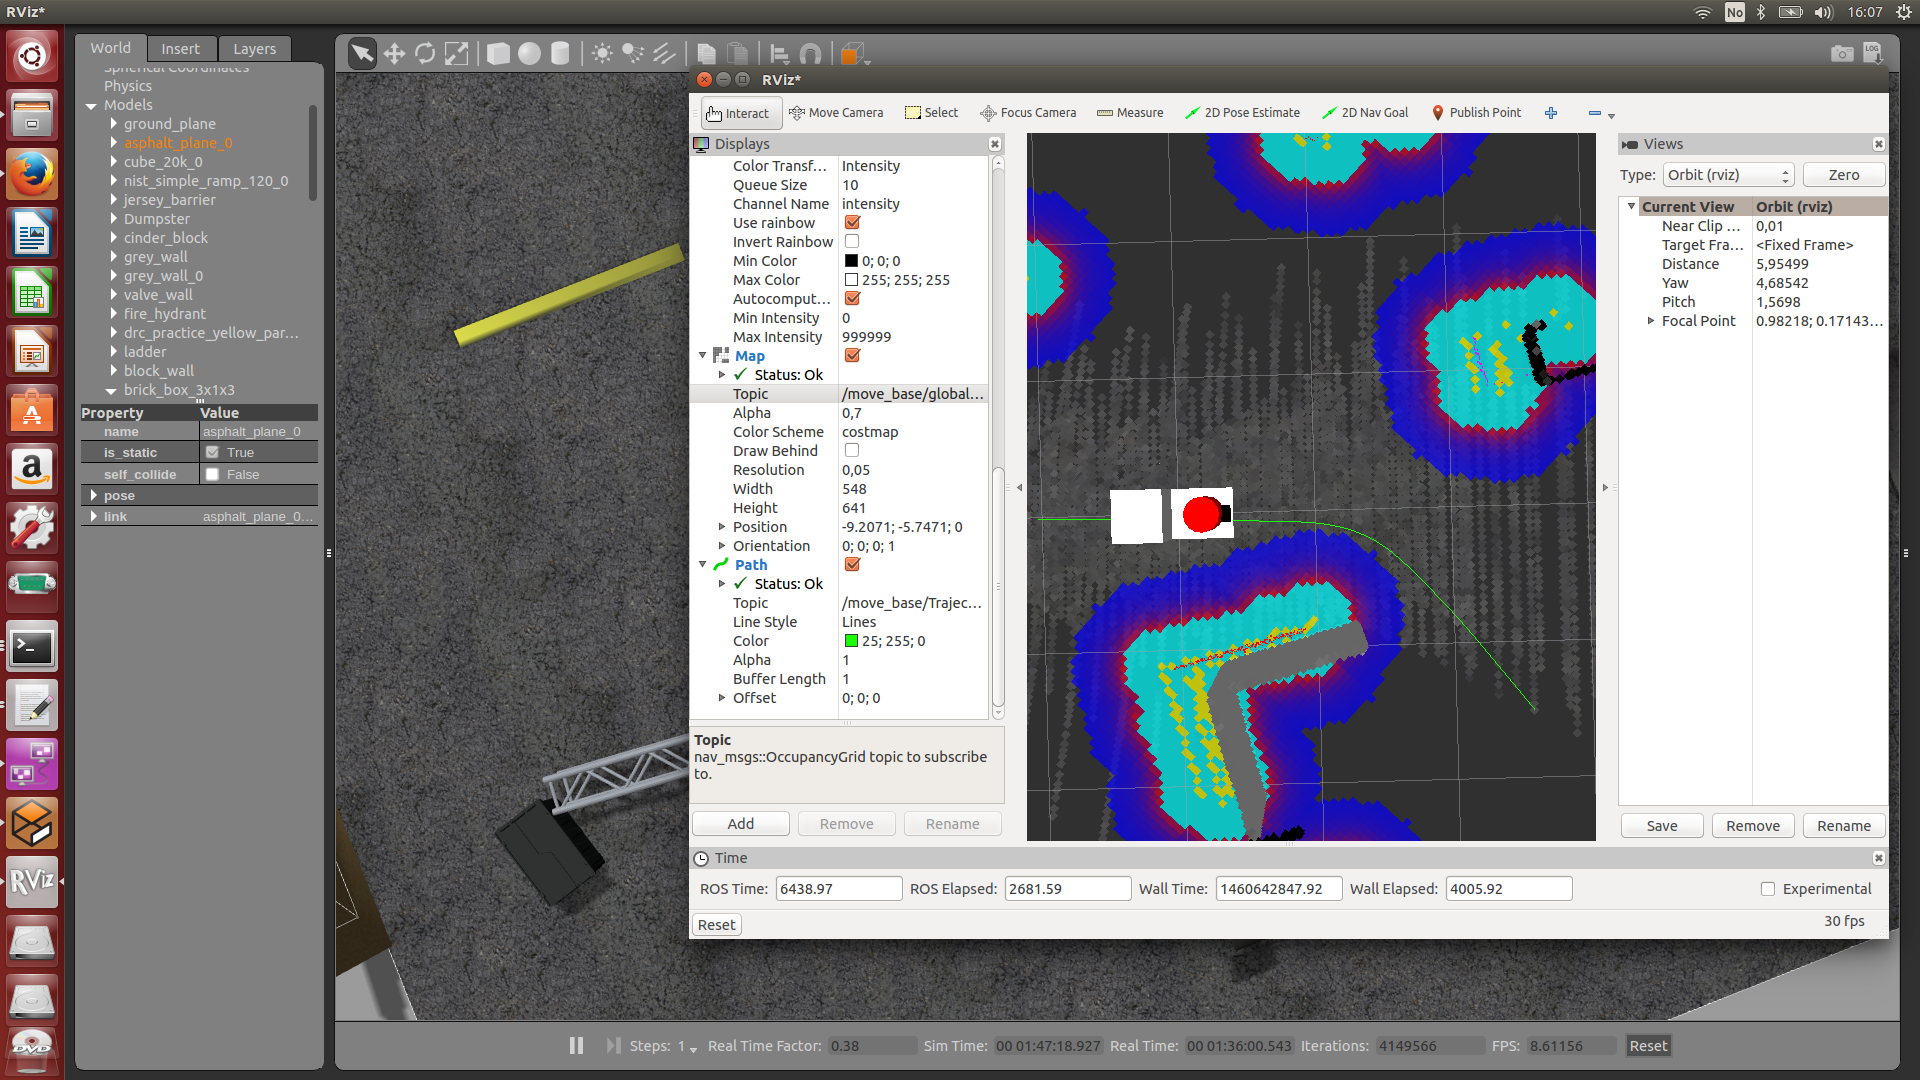 RViz*
No
16:07
World Insert Layers
Spherical Coordinates
Physics
Models
ground_plane
asphalt_plane_0
cube_20k_0
nist_simple_ramp_120_0
jersey_barrier
Dumpster
cinder_block
grey_wall
grey_wall_0
valve_wall
fire_hydrant
drc_practice_yellow_par...
ladder
block_wall
brick_box_3x1x3
Property Value
name asphalt_plane_0
is_static True
self_collide False
pose
link asphalt_plane_0...
LOG
RViz*
Interact Move Camera Select Focus Camera Measure 2D Pose Estimate 2D Nav Goal Publish Point
Displays
Color Transf... Intensity
Queue Size 10
Channel Name intensity
Use rainbow
Invert Rainbow
Min Color 0; 0; 0
Max Color 255; 255; 255
Autocomput...
Min Intensity 0
Max Intensity 999999
Map
Status: Ok
Topic /move_base/global...
Alpha 0,7
Color Scheme costmap
Draw Behind
Resolution 0,05
Width 548
Height 641
Position -9.2071; -5.7471; 0
Orientation 0; 0; 0; 1
Path
Status: Ok
Topic /move_base/Trajec...
Line Style Lines
Color 25; 255; 0
Alpha 1
Buffer Length 1
Offset 0; 0; 0
Topic
nav_msgs::OccupancyGrid topic to subscribe
to.
Add Remove Rename
Views
Type: Orbit (rviz) Zero
Current View Orbit (rviz)
Near Clip ... 0,01
Target Fra... <Fixed Frame>
Distance 5,95499
Yaw 4,68542
Pitch 1,5698
Focal Point 0.98218; 0.17143...
Save Remove Rename
Time
ROS Time: 6438.97 ROS Elapsed: 2681.59 Wall Time: 1460642847.92 Wall Elapsed: 4005.92 Experimental
Reset 30 fps
RViz
DVD
Steps: 1 Real Time Factor: 0.38 Sim Time: 00 01:47:18.927 Real Time: 00 01:36:00.543 Iterations: 4149566 FPS: 8.61156 Reset